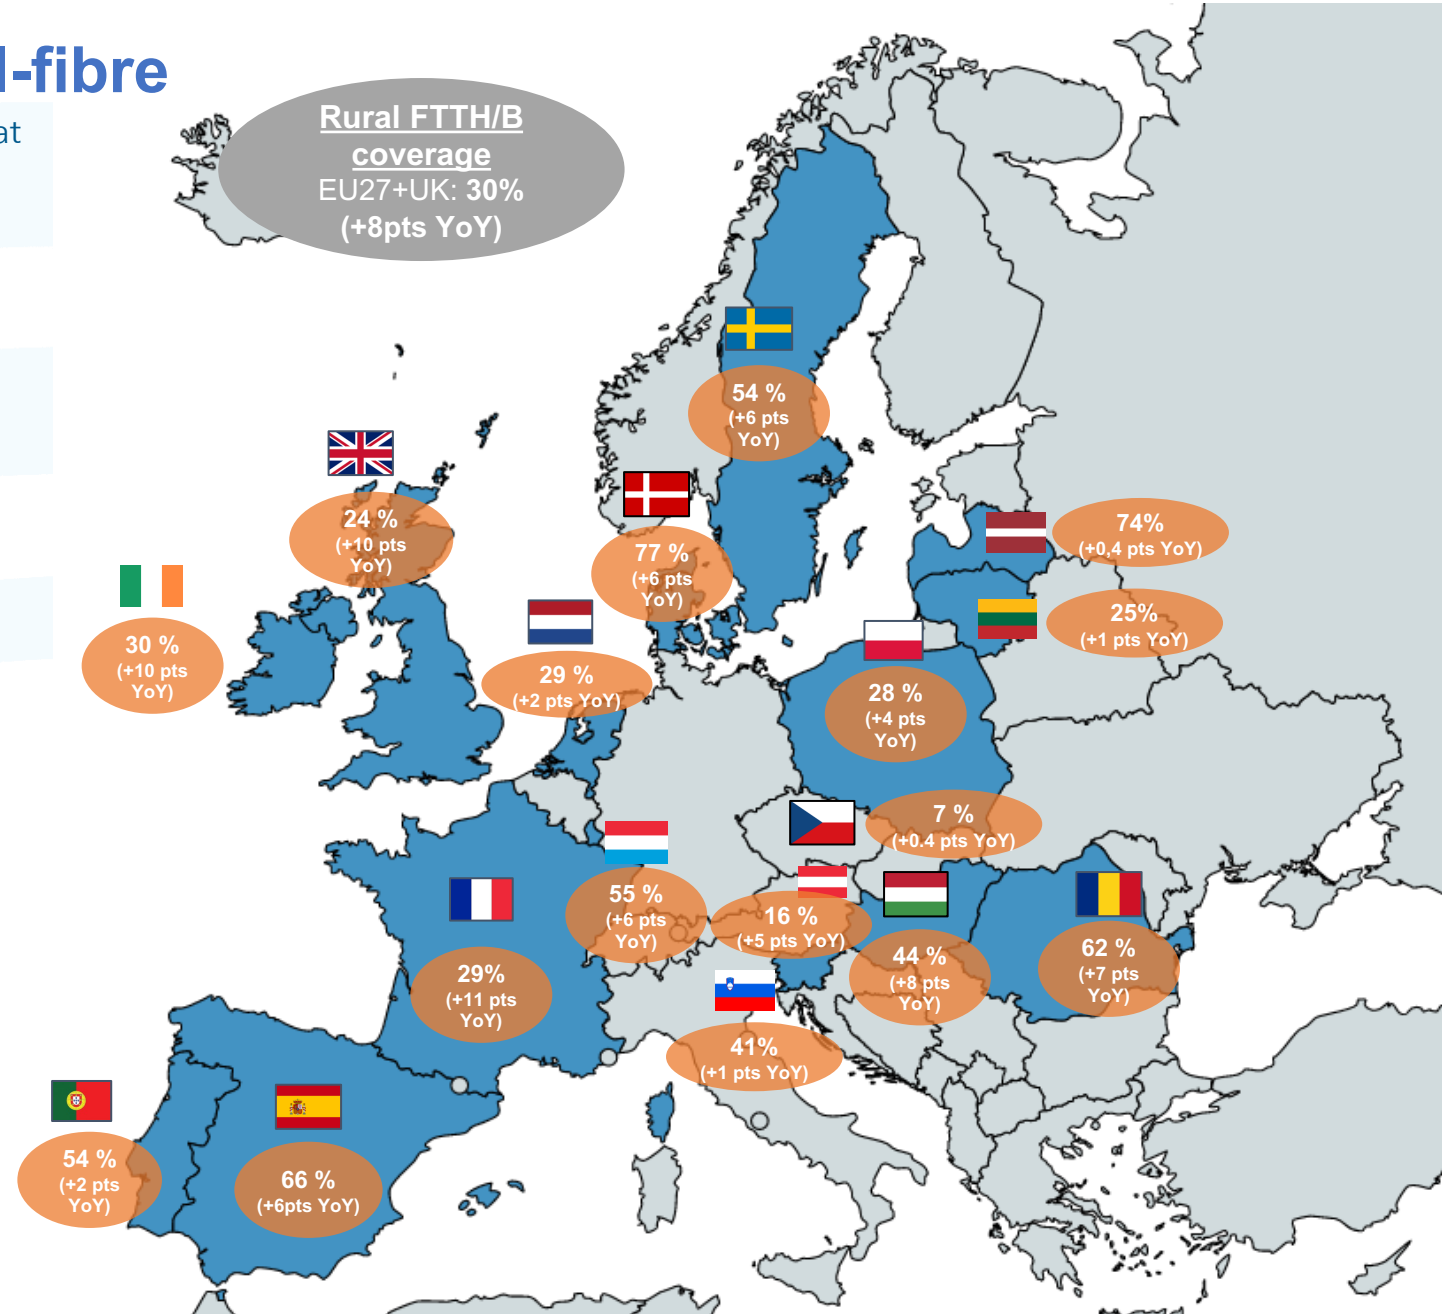 l-fibre
at
Rural FTTH/B
coverage
EU27+UK: 30%
(+8pts YoY)
54 %
(+6 pts
YoY)
24 %
(+10 pts
YoY)
77 %
(+6 pts
YoY)
74%
(+0,4 pts YoY)
25%
(+1 pts YoY)
30 %
(+10 pts
YoY)
29 %
(+2 pts YoY)
28 %
(+4 pts
YoY)
7 %
(+0.4 pts YoY)
55 %
(+6 pts
YoY)
16 %
(+5 pts YoY)
44 %
(+8 pts
YoY)
62 %
(+7 pts
YoY)
29%
(+11 pts
YoY)
41%
(+1 pts YoY)
54 %
(+2 pts
YoY)
66 %
(+6pts YoY)